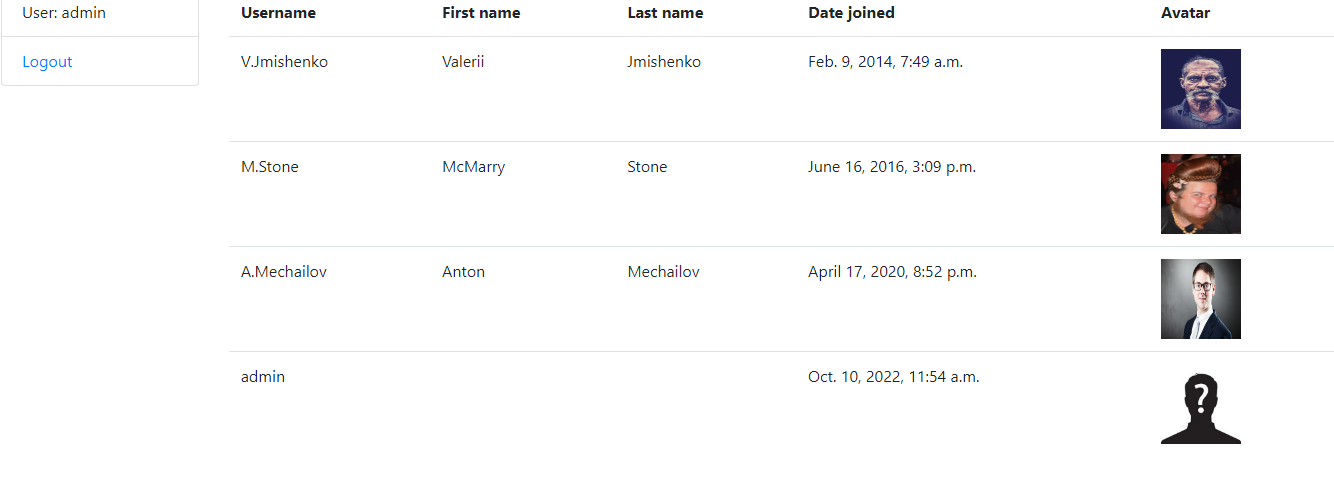 User: admin
Logout
Username First name Last name Date joined Avatar
V.Jmishenko Valerii Jmishenko Feb. 9, 2014, 7:49 a.m.
M.Stone McMarry Stone June 16, 2016, 3:09 p.m.
A.Mechailov Anton Mechailov April 17, 2020, 8:52 p.m.
admin Oct. 10, 2022, 11:54 a.m.
?